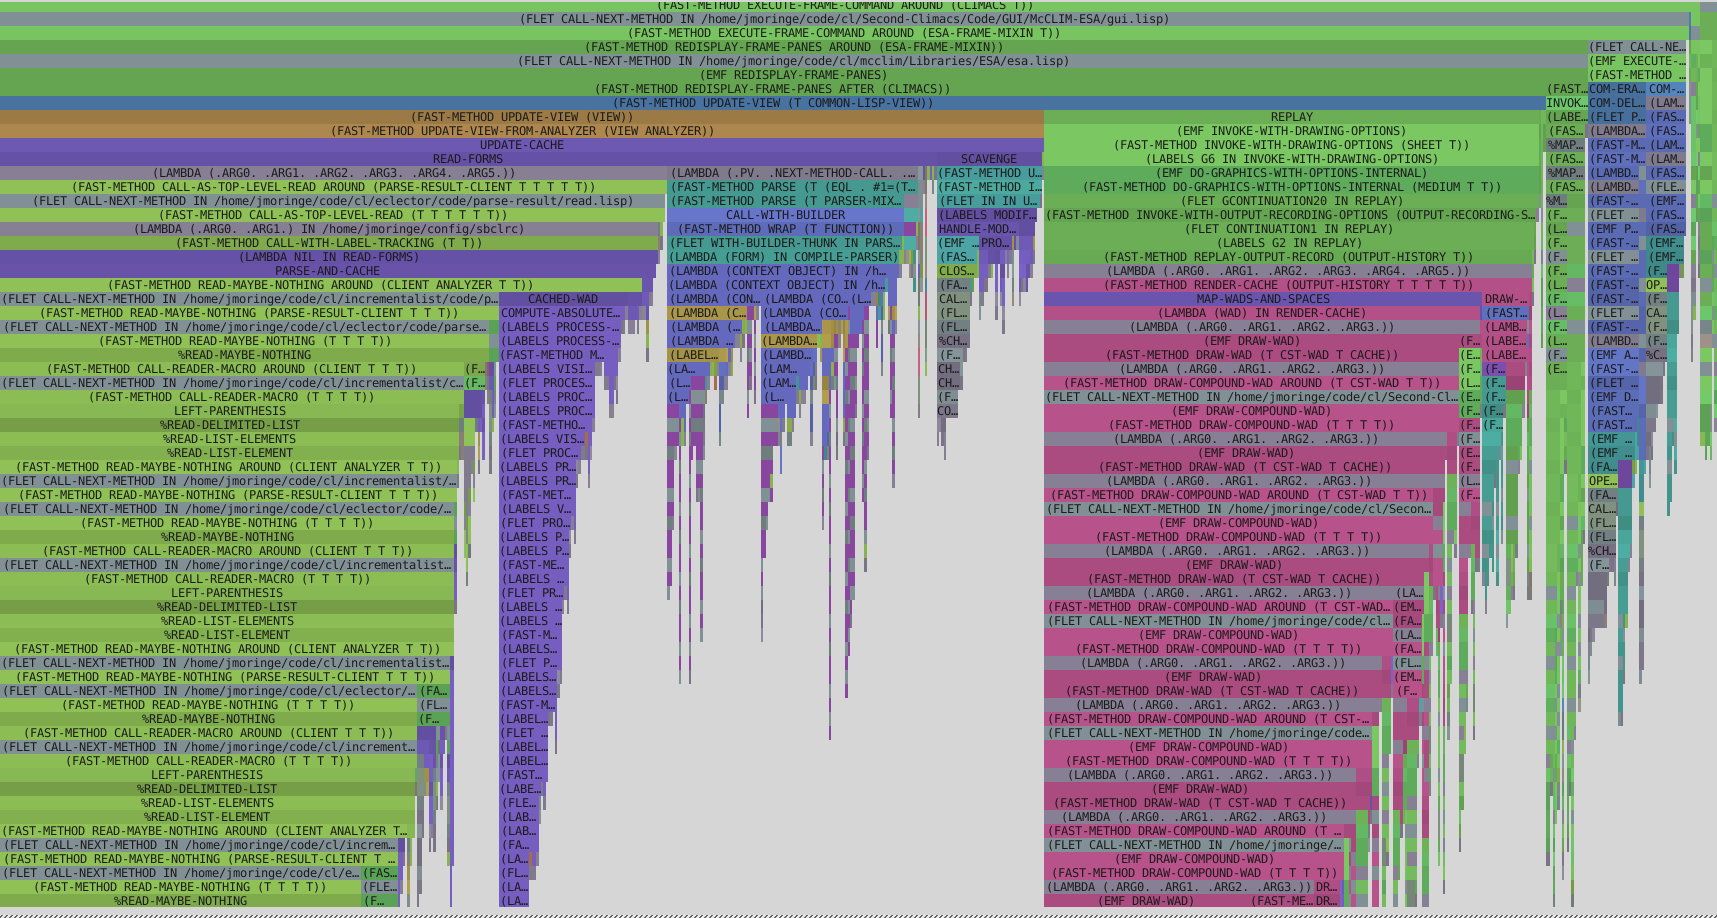 (FAST-METHOD EXECUTE-FRAME-COMMAND AROUND (CLIMACS T))
(FLET CALL-NEXT-METHOD IN /home/jmoringe/code/cl/Second-Climacs/Code/GUI/McCLIM-ESA/gui.lisp)
(FAST-METHOD EXECUTE-FRAME-COMMAND AROUND (ESA-FRAME-MIXIN T))
(FAST-METHOD REDISPLAY-FRAME-PANES AROUND (ESA-FRAME-MIXIN)) (FLET CALL-NE…
(FLET CALL-NEXT-METHOD IN /home/jmoringe/code/cl/mcclim/Libraries/ESA/esa.lisp) (EMF EXECUTE-…
(EMF REDISPLAY-FRAME-PANES) (FAST-METHOD …
(FAST-METHOD REDISPLAY-FRAME-PANES AFTER (CLIMACS)) (FAST… COM-ERA… COM-…
(FAST-METHOD UPDATE-VIEW (T COMMON-LISP-VIEW)) INVOK… COM-DEL… (LAM…
(FAST-METHOD UPDATE-VIEW (VIEW)) REPLAY (LABE… (FLET P… (FAS…
(FAST-METHOD UPDATE-VIEW-FROM-ANALYZER (VIEW ANALYZER)) (EMF INVOKE-WITH-DRAWING-OPTIONS) (FAS… (LAMBDA… (FAS…
UPDATE-CACHE (FAST-METHOD INVOKE-WITH-DRAWING-OPTIONS (SHEET T)) %MAP… (FAST-M… (LAM…
READ-FORMS SCAVENGE (LABELS G6 IN INVOKE-WITH-DRAWING-OPTIONS) (FAS… (FAST-M… (LAM…
(LAMBDA (.ARG0. .ARG1. .ARG2. .ARG3. .ARG4. .ARG5.)) (LAMBDA (.PV. .NEXT-METHOD-CALL. … (FAST-METHOD U… (EMF DO-GRAPHICS-WITH-OPTIONS-INTERNAL) %MAP… (FAST-M… (FAS…
(FAST-METHOD CALL-AS-TOP-LEVEL-READ AROUND (PARSE-RESULT-CLIENT T T T T T)) (FAST-METHOD PARSE (T (EQL . #1=(T… (FAST-METHOD I… (FAST-METHOD DO-GRAPHICS-WITH-OPTIONS-INTERNAL (MEDIUM T T)) (FAS… (LAMBD… (FLE…
(FLET CALL-NEXT-METHOD IN /home/jmoringe/code/cl/eclector/code/parse-result/read.lisp) (FAST-METHOD PARSE (T PARSER-MIX… (FLET IN IN U… (FLET GCONTINUATION20 IN REPLAY) %M… (FAST-… (EMF…
(FAST-METHOD CALL-AS-TOP-LEVEL-READ (T T T T T T)) CALL-WITH-BUILDER (LABELS MODIF… (FAST-METHOD INVOKE-WITH-OUTPUT-RECORDING-OPTIONS (OUTPUT-RECORDING-S… (F… (FLET … (FAS…
(LAMBDA (.ARG0. .ARG1.) IN /home/jmoringe/config/sbclrc) (FAST-METHOD WRAP (T FUNCTION)) HANDLE-MOD… (FLET CONTINUATION1 IN REPLAY) (F… (EMF P… (FAS…
(FAST-METHOD CALL-WITH-LABEL-TRACKING (T T)) (FLET WITH-BUILDER-THUNK IN PARS… (EMF … PRO… (LABELS G2 IN REPLAY) (F… (FAST-… (EMF…
(LAMBDA NIL IN READ-FORMS) (LAMBDA (FORM) IN COMPILE-PARSER) (FAS… (FAST-METHOD REPLAY-OUTPUT-RECORD (OUTPUT-HISTORY T)) (F… (FLET … (EMF…
PARSE-AND-CACHE (LAMBDA (CONTEXT OBJECT) IN /h… CLOS… (LAMBDA (.ARG0. .ARG1. .ARG2. .ARG3. .ARG4. .ARG5.)) (F… (FAST-… (F…
(FAST-METHOD READ-MAYBE-NOTHING AROUND (CLIENT ANALYZER T T)) (LAMBDA (CONTEXT OBJECT) IN /h… (FA… (FAST-METHOD RENDER-CACHE (OUTPUT-HISTORY T T T T T)) (L… (FAST-… OP…
(FLET CALL-NEXT-METHOD IN /home/jmoringe/code/cl/incrementalist/code/p… CACHED-WAD (LAMBDA (CON… (LAMBDA (CO… (L… CAL… MAP-WADS-AND-SPACES DRAW-… (F… (FAST-… (F…
(FAST-METHOD READ-MAYBE-NOTHING (PARSE-RESULT-CLIENT T T T)) COMPUTE-ABSOLUTE… (LAMBDA (C… (LAMBDA (CO… (FL… (LAMBDA (WAD) IN RENDER-CACHE) (FAST… (L… (FLET … CA…
(FLET CALL-NEXT-METHOD IN /home/jmoringe/code/cl/eclector/code/parse… (LABELS PROCESS-… (LAMBDA (… (LAMBDA… (FL… (LAMBDA (.ARG0. .ARG1. .ARG2. .ARG3.)) (LAMB… (FL… (FAST-… (F…
(FAST-METHOD READ-MAYBE-NOTHING (T T T T)) (LABELS PROCESS-… (LAMBDA … (LAMBDA… %CH… (EMF DRAW-WAD) (F… (LABE… (F… (LAMBD… (F…
%READ-MAYBE-NOTHING (FAST-METHOD M… (LABEL… (LAMBD… (F… (FAST-METHOD DRAW-WAD (T CST-WAD T CACHE)) (E… (LABE… (L… (EMF A… %C…
(FAST-METHOD CALL-READER-MACRO AROUND (CLIENT T T T)) (F… (LABELS VISI… (LA… (LAM… CH… (LAMBDA (.ARG0. .ARG1. .ARG2. .ARG3.)) (L… (F… (E… (FAST-…
(FLET CALL-NEXT-METHOD IN /home/jmoringe/code/cl/incrementalist/c… (F… (FLET PROCES… (L… (LAM… CH… (FAST-METHOD DRAW-COMPOUND-WAD AROUND (T CST-WAD T T)) (F… (F… (FLET …
(FAST-METHOD CALL-READER-MACRO (T T T T)) (LABELS PROC… (L… (L… (F… (FLET CALL-NEXT-METHOD IN /home/jmoringe/code/cl/Second-Cl… (E… (F… (EMF D…
LEFT-PARENTHESIS (LABELS PROC… CO… (EMF DRAW-COMPOUND-WAD) (F… (F… (FAST…
%READ-DELIMITED-LIST (FAST-METHO… (FAST-METHOD DRAW-COMPOUND-WAD (T T T T)) (F… (F… (FAST…
%READ-LIST-ELEMENTS (LABELS VIS… (LAMBDA (.ARG0. .ARG1. .ARG2. .ARG3.)) (F… (EMF …
%READ-LIST-ELEMENT (FLET PROC… (EMF DRAW-WAD) (E… (EMF …
(FAST-METHOD READ-MAYBE-NOTHING AROUND (CLIENT ANALYZER T T)) (LABELS PR… (FAST-METHOD DRAW-WAD (T CST-WAD T CACHE)) (F… (FA…
(FLET CALL-NEXT-METHOD IN /home/jmoringe/code/cl/incrementalist/… (LABELS PR… (LAMBDA (.ARG0. .ARG1. .ARG2. .ARG3.)) (L… OPE…
(FAST-METHOD READ-MAYBE-NOTHING (PARSE-RESULT-CLIENT T T T)) (FAST-MET… (FAST-METHOD DRAW-COMPOUND-WAD AROUND (T CST-WAD T T)) (F… (FA…
(FLET CALL-NEXT-METHOD IN /home/jmoringe/code/cl/eclector/code/… (LABELS V… (FLET CALL-NEXT-METHOD IN /home/jmoringe/code/cl/Secon… CAL…
(FAST-METHOD READ-MAYBE-NOTHING (T T T T)) (FLET PRO… (EMF DRAW-COMPOUND-WAD) (FL…
%READ-MAYBE-NOTHING (LABELS P… (FAST-METHOD DRAW-COMPOUND-WAD (T T T T)) (FL…
(FAST-METHOD CALL-READER-MACRO AROUND (CLIENT T T T)) (LABELS P… (LAMBDA (.ARG0. .ARG1. .ARG2. .ARG3.)) %CH…
(FLET CALL-NEXT-METHOD IN /home/jmoringe/code/cl/incrementalist… (FAST-ME… (EMF DRAW-WAD) (F…
(FAST-METHOD CALL-READER-MACRO (T T T T)) (LABELS … (FAST-METHOD DRAW-WAD (T CST-WAD T CACHE))
LEFT-PARENTHESIS (FLET PR… (LAMBDA (.ARG0. .ARG1. .ARG2. .ARG3.)) (LA…
%READ-DELIMITED-LIST (LABELS … (FAST-METHOD DRAW-COMPOUND-WAD AROUND (T CST-WAD… (EM…
%READ-LIST-ELEMENTS (LABELS … (FLET CALL-NEXT-METHOD IN /home/jmoringe/code/cl… (FA…
%READ-LIST-ELEMENT (FAST-M… (EMF DRAW-COMPOUND-WAD) (LA…
(FAST-METHOD READ-MAYBE-NOTHING AROUND (CLIENT ANALYZER T T)) (LABELS… (FAST-METHOD DRAW-COMPOUND-WAD (T T T T)) (FA…
(FLET CALL-NEXT-METHOD IN /home/jmoringe/code/cl/incrementalist… (FLET P… (LAMBDA (.ARG0. .ARG1. .ARG2. .ARG3.)) (FL…
(FAST-METHOD READ-MAYBE-NOTHING (PARSE-RESULT-CLIENT T T T)) (LABELS… (EMF DRAW-WAD) (EM…
(FLET CALL-NEXT-METHOD IN /home/jmoringe/code/cl/eclector/… (FA… (LABELS… (FAST-METHOD DRAW-WAD (T CST-WAD T CACHE)) (F…
(FAST-METHOD READ-MAYBE-NOTHING (T T T T)) (FL… (FAST-M… (LAMBDA (.ARG0. .ARG1. .ARG2. .ARG3.))
%READ-MAYBE-NOTHING (F… (LABEL… (FAST-METHOD DRAW-COMPOUND-WAD AROUND (T CST-…
(FAST-METHOD CALL-READER-MACRO AROUND (CLIENT T T T)) (FLET … (FLET CALL-NEXT-METHOD IN /home/jmoringe/code…
(FLET CALL-NEXT-METHOD IN /home/jmoringe/code/cl/increment… (LABEL… (EMF DRAW-COMPOUND-WAD)
(FAST-METHOD CALL-READER-MACRO (T T T T)) (LABEL… (FAST-METHOD DRAW-COMPOUND-WAD (T T T T))
LEFT-PARENTHESIS (FAST… (LAMBDA (.ARG0. .ARG1. .ARG2. .ARG3.))
%READ-DELIMITED-LIST (LABE… (EMF DRAW-WAD)
%READ-LIST-ELEMENTS (FLE… (FAST-METHOD DRAW-WAD (T CST-WAD T CACHE))
%READ-LIST-ELEMENT (LAB… (LAMBDA (.ARG0. .ARG1. .ARG2. .ARG3.))
(FAST-METHOD READ-MAYBE-NOTHING AROUND (CLIENT ANALYZER T… (LAB… (FAST-METHOD DRAW-COMPOUND-WAD AROUND (T …
(FLET CALL-NEXT-METHOD IN /home/jmoringe/code/cl/increm… (FA… (FLET CALL-NEXT-METHOD IN /home/jmoringe/…
(FAST-METHOD READ-MAYBE-NOTHING (PARSE-RESULT-CLIENT T … (LA… (EMF DRAW-COMPOUND-WAD)
(FLET CALL-NEXT-METHOD IN /home/jmoringe/code/cl/e… (FAS… (FL… (FAST-METHOD DRAW-COMPOUND-WAD (T T T T))
(FAST-METHOD READ-MAYBE-NOTHING (T T T T)) (FLE… (LA… (LAMBDA (.ARG0. .ARG1. .ARG2. .ARG3.)) DR…
%READ-MAYBE-NOTHING (F… (LA… (EMF DRAW-WAD) (FAST-ME… DR…